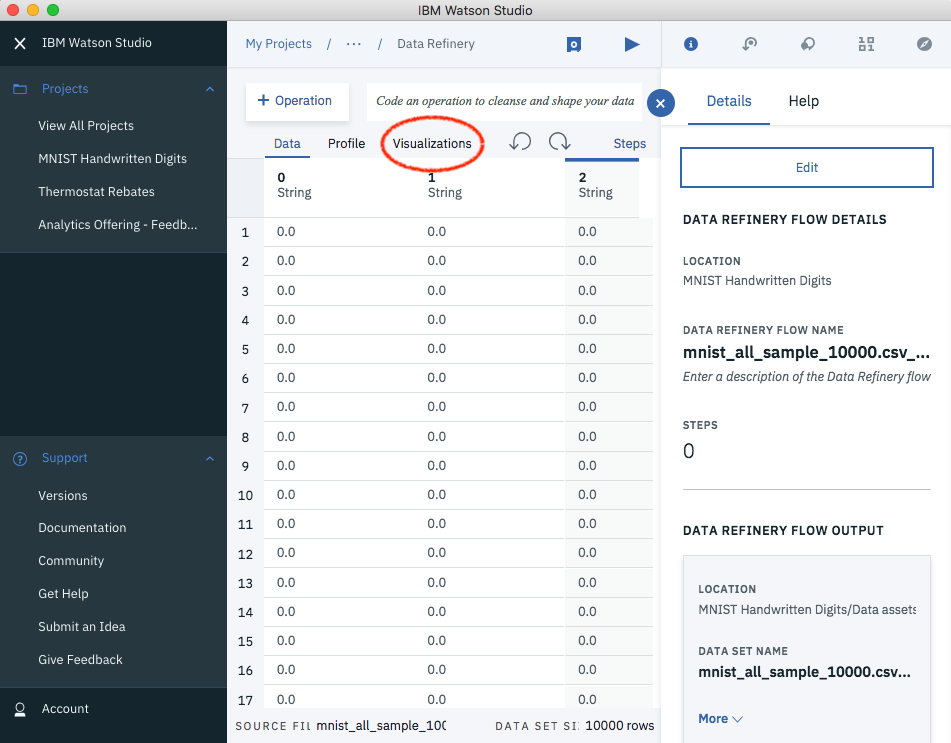 IBM Watson Studio
IBM Watson Studio
Projects
View All Projects
MNIST Handwritten Digits
Thermostat Rebates
Analytics Offering - Feedb...
Support
Versions
Documentation
Community
Get Help
Submit an Idea
Give Feedback
Account
My Projects / ... / Data Refinery
+ Operation
Code an operation to cleanse and shape your data
Data Profile Visualizations Steps
0 1 2
String String String
1 0.0 0.0 0.0
2 0.0 0.0 0.0
3 0.0 0.0 0.0
4 0.0 0.0 0.0
5 0.0 0.0 0.0
6 0.0 0.0 0.0
7 0.0 0.0 0.0
8 0.0 0.0 0.0
9 0.0 0.0 0.0
10 0.0 0.0 0.0
11 0.0 0.0 0.0
12 0.0 0.0 0.0
13 0.0 0.0 0.0
14 0.0 0.0 0.0
15 0.0 0.0 0.0
16 0.0 0.0 0.0
17 0.0 0.0 0.0
SOURCE FIL mnist_all_sample_100 DATA SET SI 10000 rows
Details Help
Edit
DATA REFINERY FLOW DETAILS
LOCATION
MNIST Handwritten Digits
DATA REFINERY FLOW NAME
mnist_all_sample_10000.csv_...
Enter a description of the Data Refinery flow
STEPS
0
DATA REFINERY FLOW OUTPUT
LOCATION
MNIST Handwritten Digits/Data assets
DATA SET NAME
mnist_all_sample_10000.csv...
More